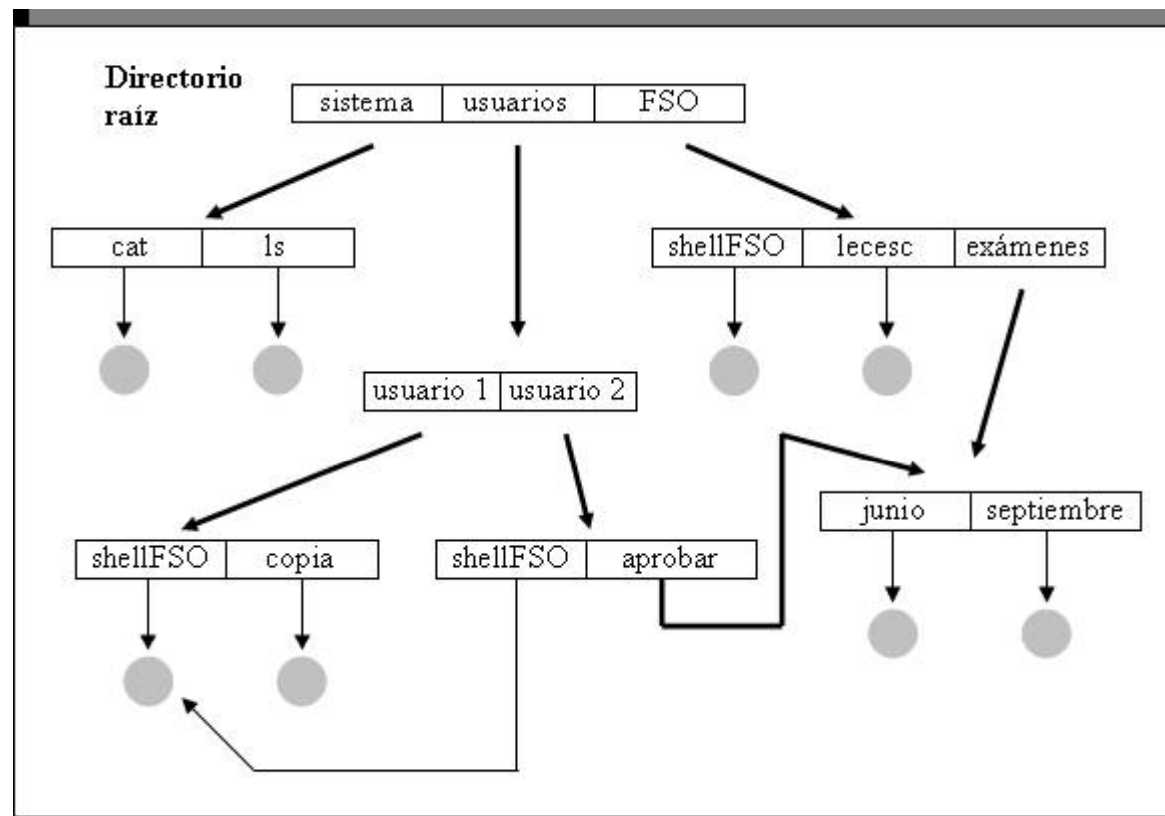 Directorio
raíz
sistema usuarios FSO
cat ls
shellFSO lecesc exámenes
usuario 1 usuario 2
junio septiembre
shellFSO copia
shellFSO aprobar